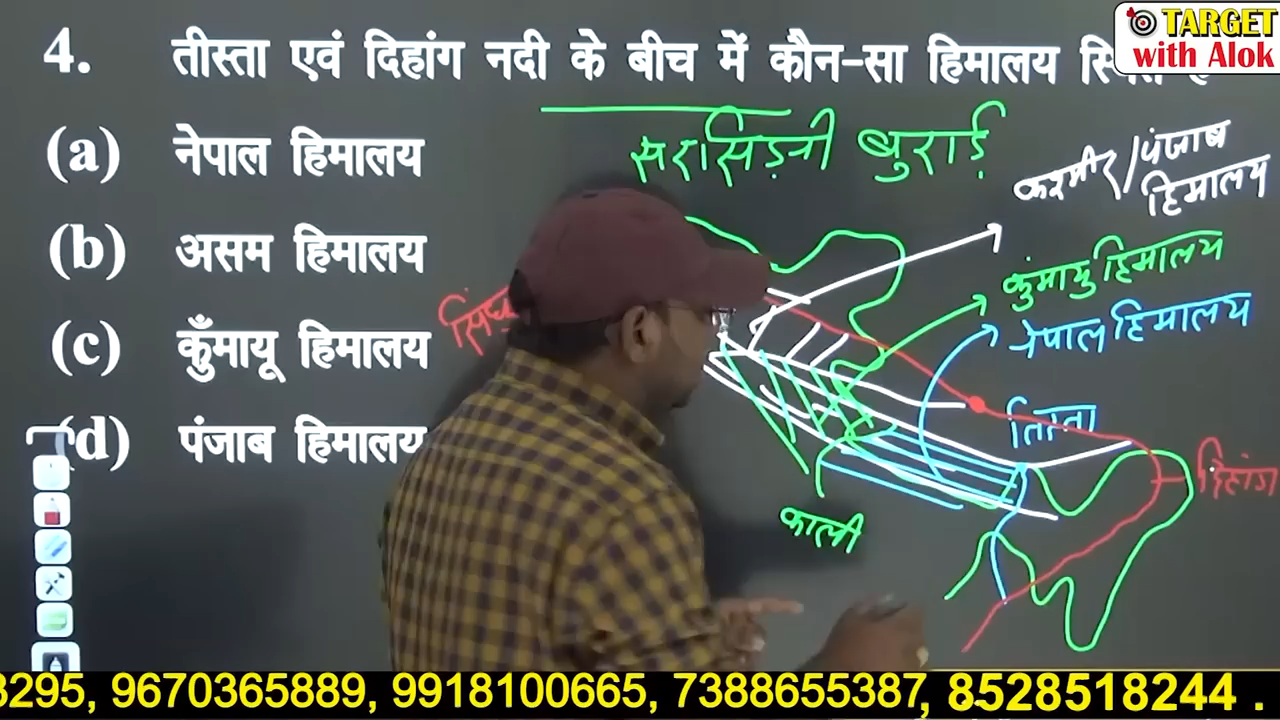 TARGET
with Alok
4. तीस्ता एवं दिहांग नदी के बीच में कौन-सा हिमालय
(a) नेपाल हिमालय
(b) असम हिमालय
(c) कुँमायू हिमालय
(d) पंजाब हिमालय
सरसिड़नी बुराई
कश्मीर/पंजाब
हिमालय
कुंमायु हिमालय
नेपाल हिमालय
तिस्ता
दिहांग
काली
3295, 9670365889, 9918100665, 7388655387, 8528518244 .